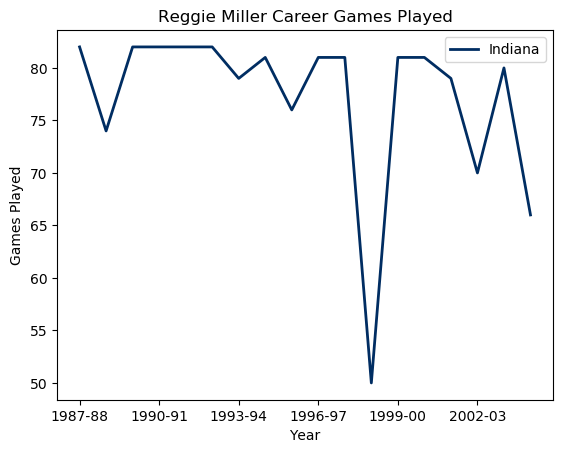 Reggie Miller Career Games Played
Indiana
Games Played
80
75
70
65
60
55
50
1987-88 1990-91 1993-94 1996-97 1999-00 2002-03
Year